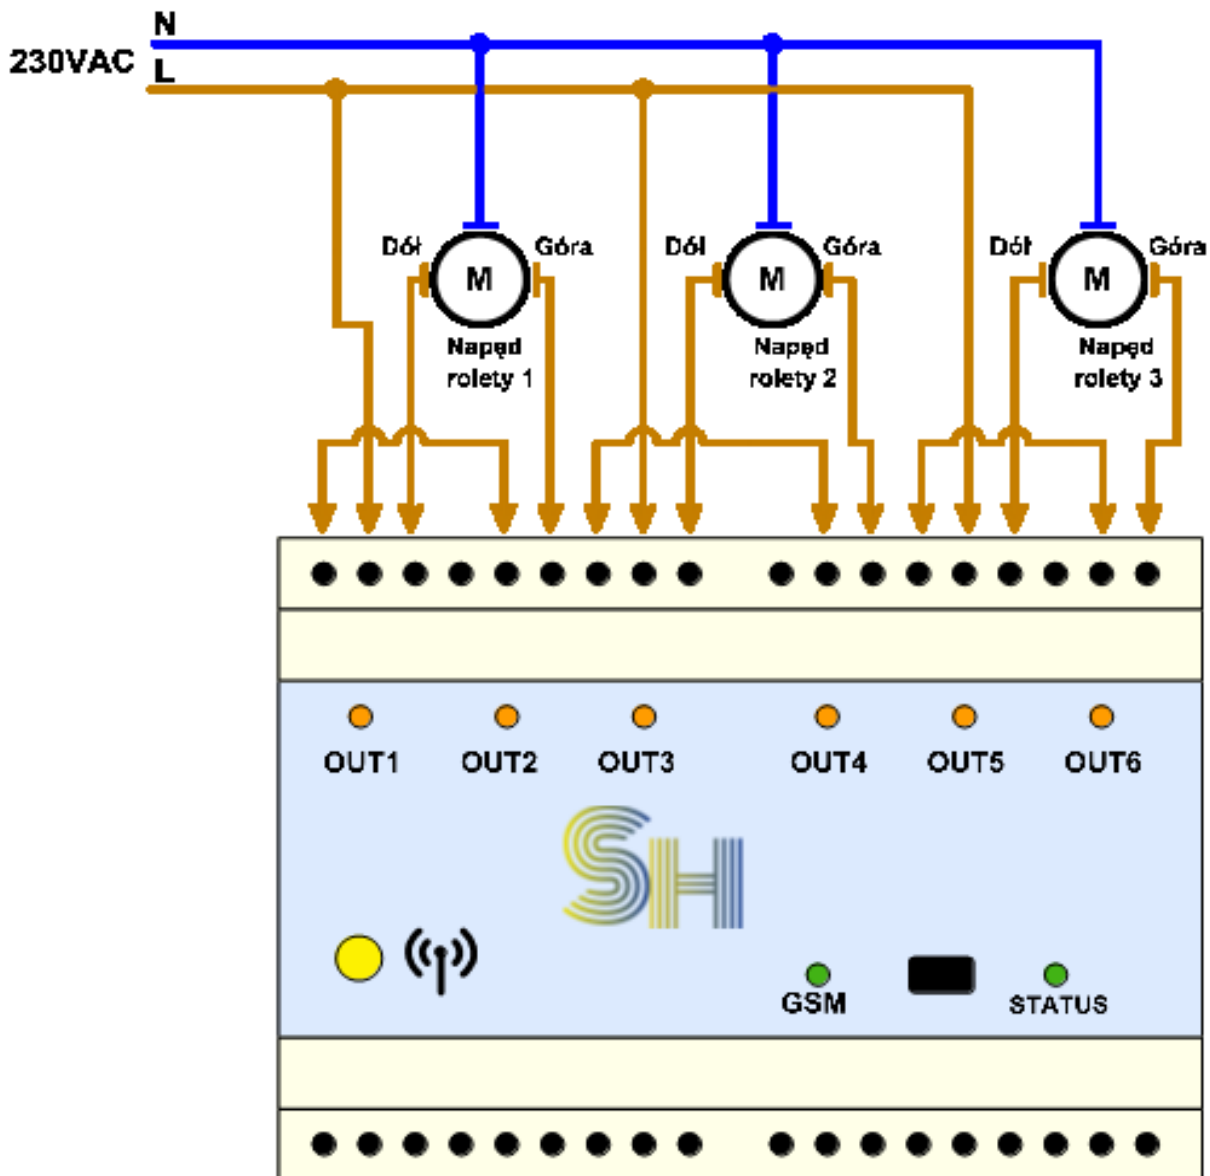 N
230VAC
L
Dół
M
Góra
Napęd
rolety 1
Dół
M
Góra
Napęd
rolety 2
Dół
M
Góra
Napęd
rolety 3
OUT1
OUT2
OUT3
OUT4
OUT5
OUT6
SH
GSM
STATUS